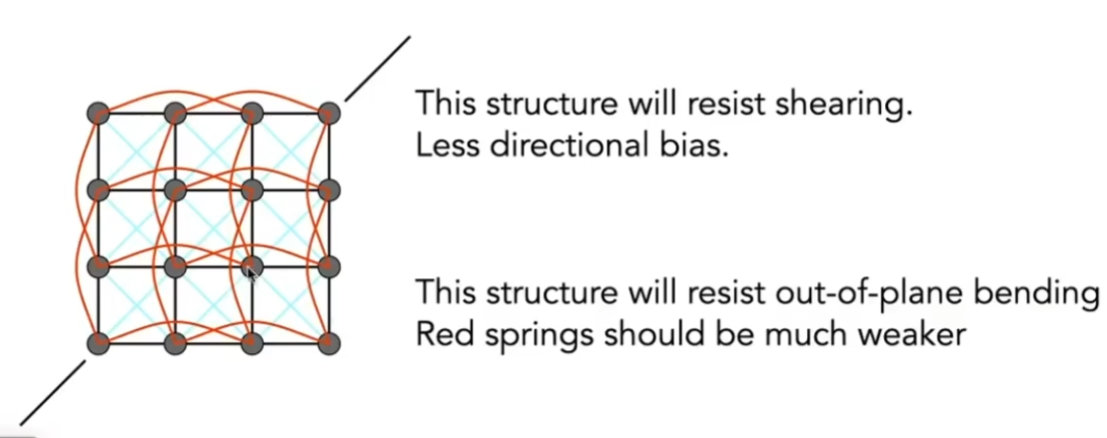 This structure will resist shearing.
Less directional bias.
This structure will resist out-of-plane bending
Red springs should be much weaker